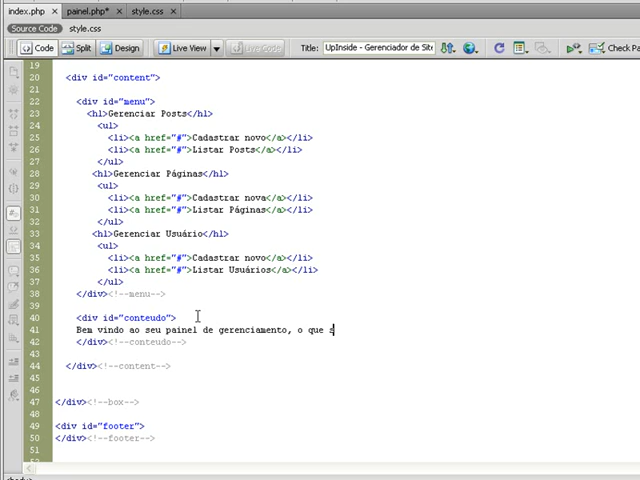 index.php × painel.php* × style.css ×
Source Code style.css
Code Split Design Live View Live Code Title: UpInside - Gerenciador de Site Check Pa
19
20 <div id="content">
21
22 <div id="menu">
23 <h1>Gerenciar Posts</h1>
24 <ul>
25 <li><a href="#">Cadastrar novo</a></li>
26 <li><a href="#">Listar Posts</a></li>
27 </ul>
28 <h1>Gerenciar Páginas</h1>
29 <ul>
30 <li><a href="#">Cadastrar nova</a></li>
31 <li><a href="#">Listar Páginas</a></li>
32 </ul>
33 <h1>Gerenciar Usuário</h1>
34 <ul>
35 <li><a href="#">Cadastrar novo</a></li>
36 <li><a href="#">Listar Usuários</a></li>
37 </ul>
38 </div><!--menu-->
39
40 <div id="conteudo">
41 Bem vindo ao seu painel de gerenciamento, o que s
42 </div><!--conteudo-->
43
44 </div><!--content-->
45
46
47 </div><!--box-->
48
49 <div id="footer">
50 </div><!--footer-->
51